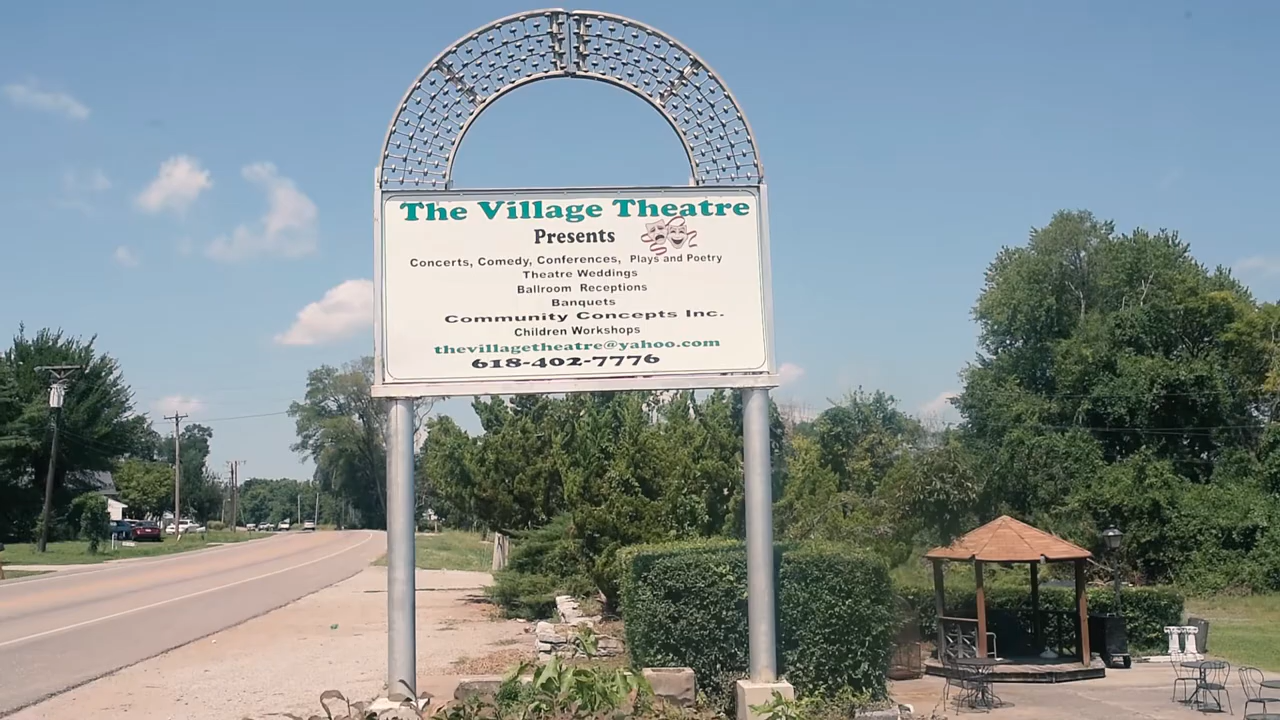 The Village Theatre
Presents
Concerts, Comedy, Conferences, Plays and Poetry
Theatre Weddings
Ballroom Receptions
Banquets
Community Concepts Inc.
Children Workshops
thevillagetheatre@yahoo.com
618-402-7776